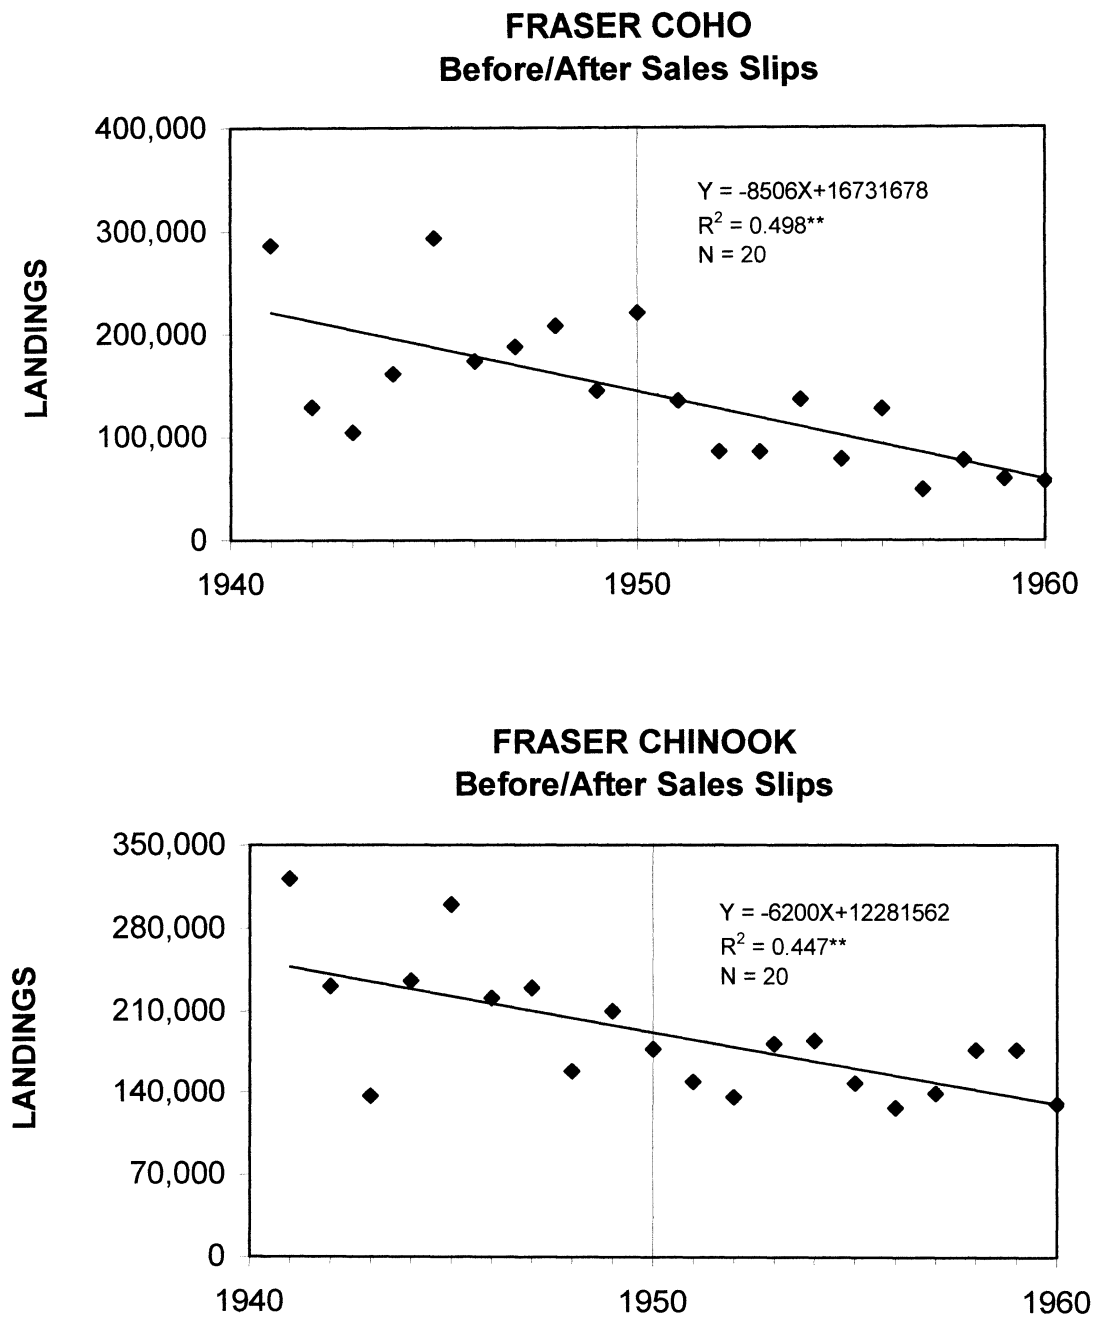 FRASER COHO
Before/After Sales Slips
400,000
300,000
200,000
100,000
0
LANDINGS
Y = -8506X+16731678
R² = 0.498**
N = 20
1940
1950
1960
FRASER CHINOOK
Before/After Sales Slips
350,000
280,000
210,000
140,000
70,000
0
LANDINGS
Y = -6200X+12281562
R² = 0.447**
N = 20
1940
1950
1960